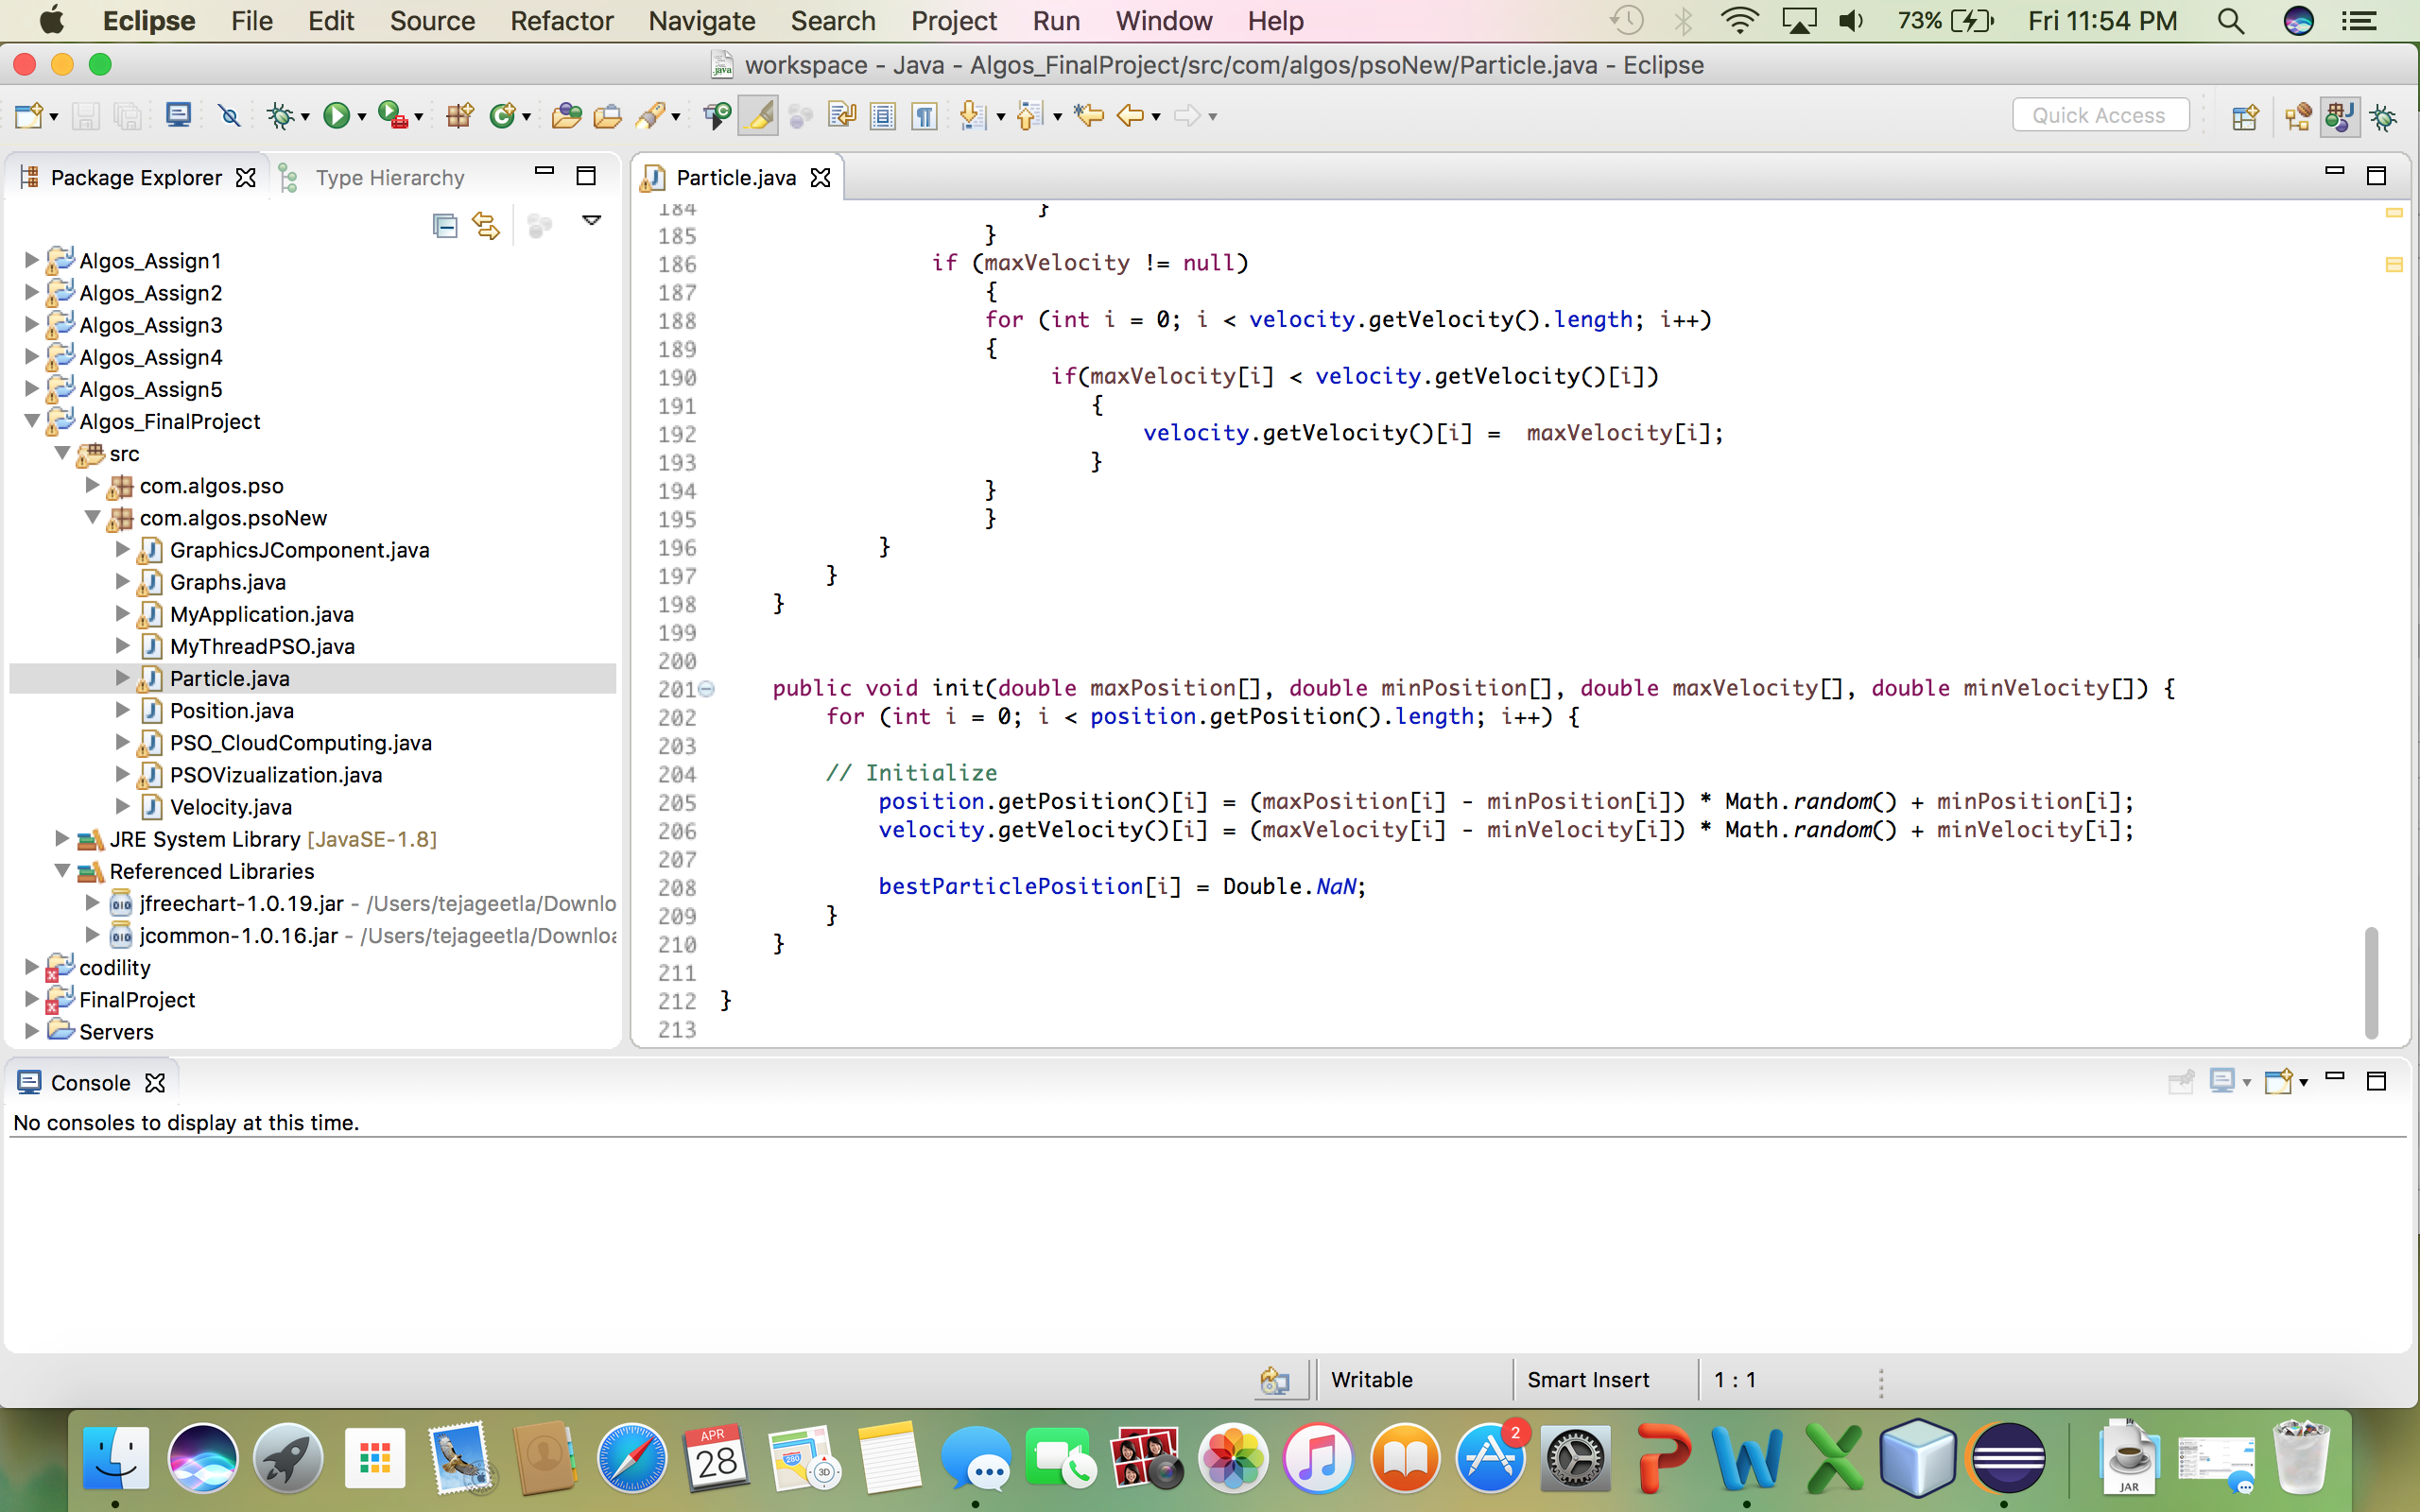 Eclipse File Edit Source Refactor Navigate Search Project Run Window Help 73% Fri 11:54 PM
workspace - Java - Algos_FinalProject/src/com/algos/psoNew/Particle.java - Eclipse
Quick Access
Package Explorer Type Hierarchy
Algos_Assign1
Algos_Assign2
Algos_Assign3
Algos_Assign4
Algos_Assign5
Algos_FinalProject
src
com.algos.pso
com.algos.psoNew
GraphicsJComponent.java
Graphs.java
MyApplication.java
MyThreadPSO.java
Particle.java
Position.java
PSO_CloudComputing.java
PSOVizualization.java
Velocity.java
JRE System Library [JavaSE-1.8]
Referenced Libraries
jfreechart-1.0.19.jar - /Users/tejageetla/Downlo
jcommon-1.0.16.jar - /Users/tejageetla/Downloa
codility
FinalProject
Servers
Particle.java
184 }
185 }
186 if (maxVelocity != null)
187 {
188 for (int i = 0; i < velocity.getVelocity().length; i++)
189 {
190 if(maxVelocity[i] < velocity.getVelocity()[i])
191 {
192 velocity.getVelocity()[i] =  maxVelocity[i];
193 }
194 }
195 }
196 }
197 }
198 }
199
200
201 public void init(double maxPosition[], double minPosition[], double maxVelocity[], double minVelocity[]) {
202 for (int i = 0; i < position.getPosition().length; i++) {
203
204 // Initialize
205 position.getPosition()[i] = (maxPosition[i] - minPosition[i]) * Math.random() + minPosition[i];
206 velocity.getVelocity()[i] = (maxVelocity[i] - minVelocity[i]) * Math.random() + minVelocity[i];
207
208 bestParticlePosition[i] = Double.NaN;
209 }
210 }
211
212 }
213
Console
No consoles to display at this time.
Writable Smart Insert 1 : 1
APR
28
280
3D
2
JAR